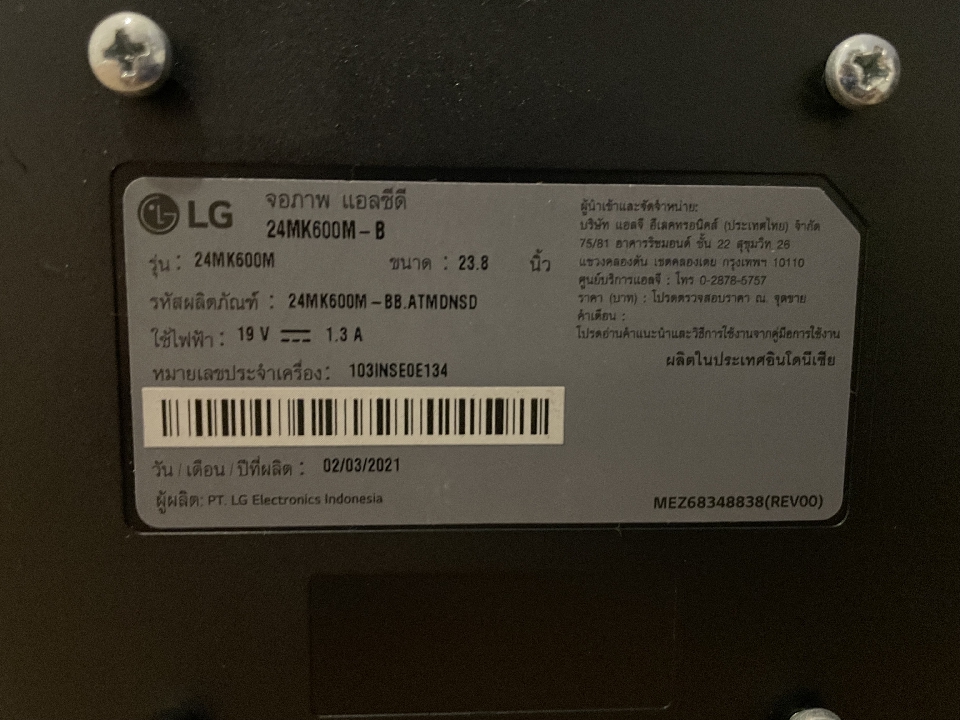 LG จอภาพ แอลซีดี
24MK600M-B
รุ่น : 24MK600M ขนาด : 23.8 นิ้ว
รหัสผลิตภัณฑ์ : 24MK600M-BB.ATMDNSD
ใช้ไฟฟ้า : 19 V 1.3 A
หมายเลขประจำเครื่อง: 103INSE0E134
วัน / เดือน / ปีที่ผลิต : 02/03/2021
ผู้ผลิต: PT. LG Electronics Indonesia
ผู้นำเข้าและจัดจำหน่าย:
บริษัท แอลจี อีเลคทรอนิคส์ (ประเทศไทย) จำกัด
75/81 อาคารริชมอนด์ ชั้น 22 สุขุมวิท 26
แขวงคลองตัน เขตคลองเตย กรุงเทพฯ 10110
ศูนย์บริการแอลจี : โทร 0-2878-5757
ราคา (บาท) : โปรดตรวจสอบราคา ณ. จุดขาย
คำเตือน :
โปรดอ่านคำแนะนำและวิธีการใช้งานจากคู่มือการใช้งาน
ผลิตในประเทศอินโดนีเซีย
MEZ68348838(REV00)